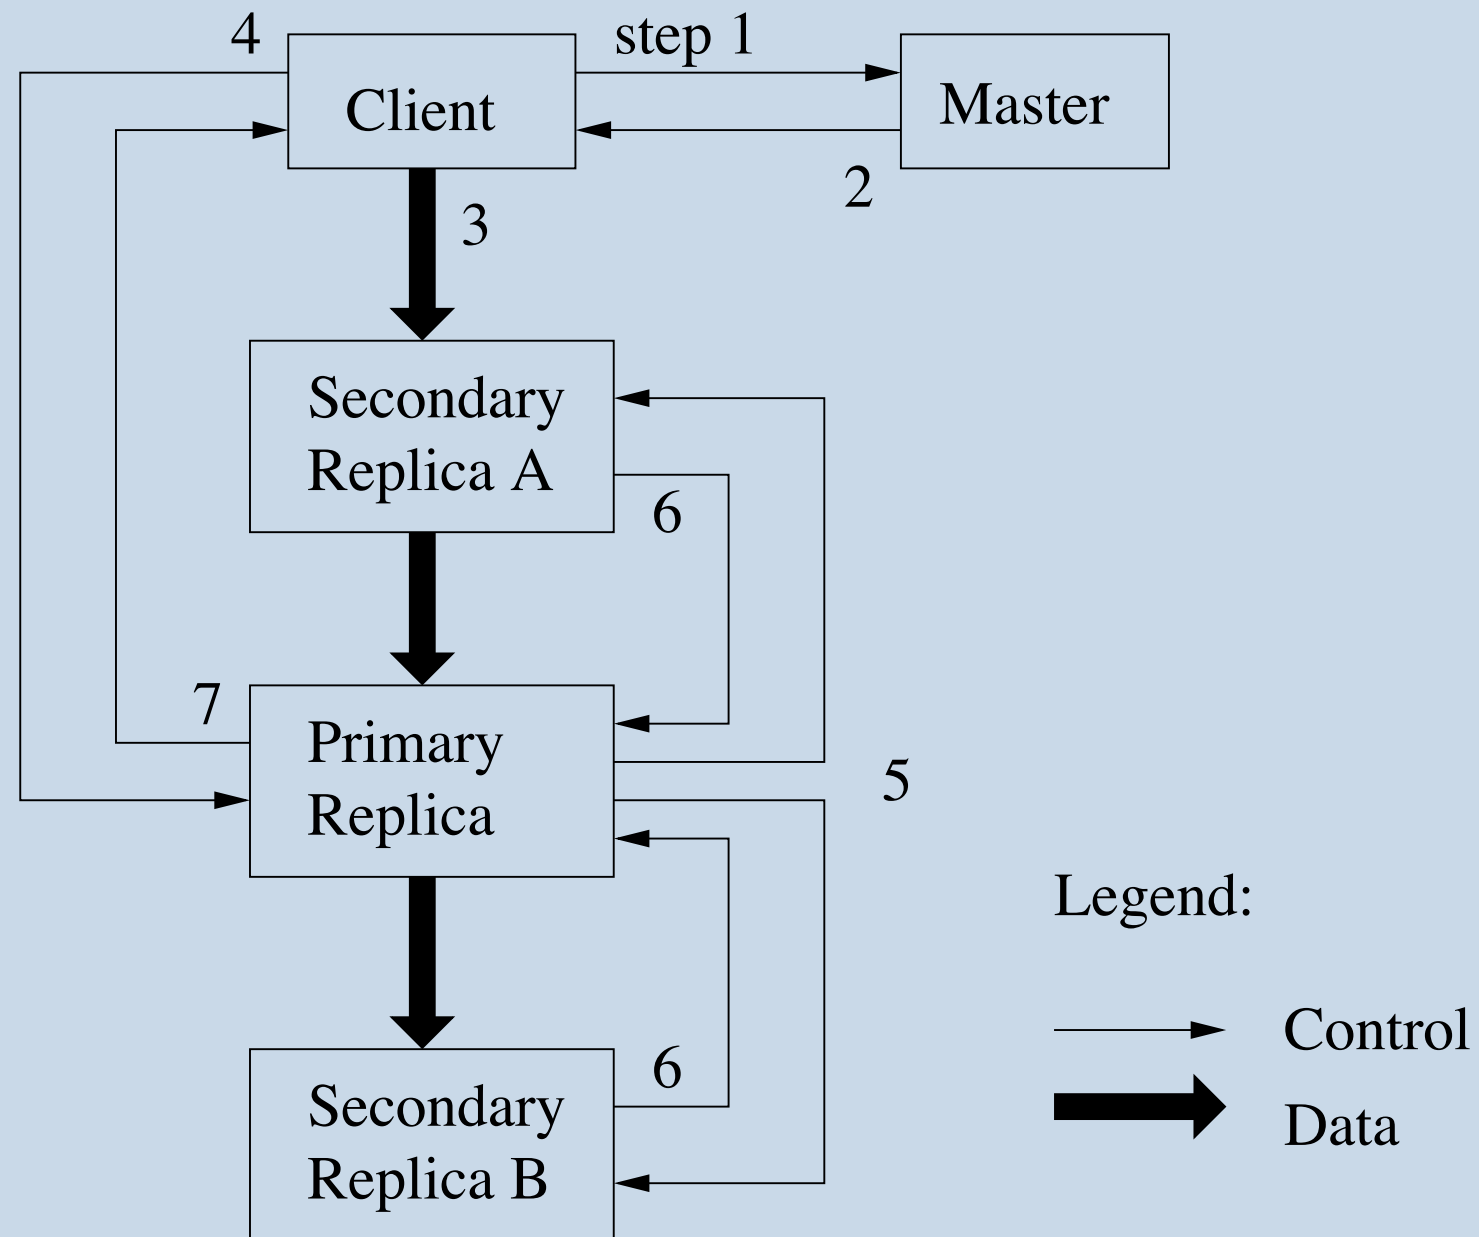 4
step 1
Client
Master
2
3
Secondary
Replica A
6
7
Primary
Replica
5
Legend:
Control
6
Secondary
Replica B
Data